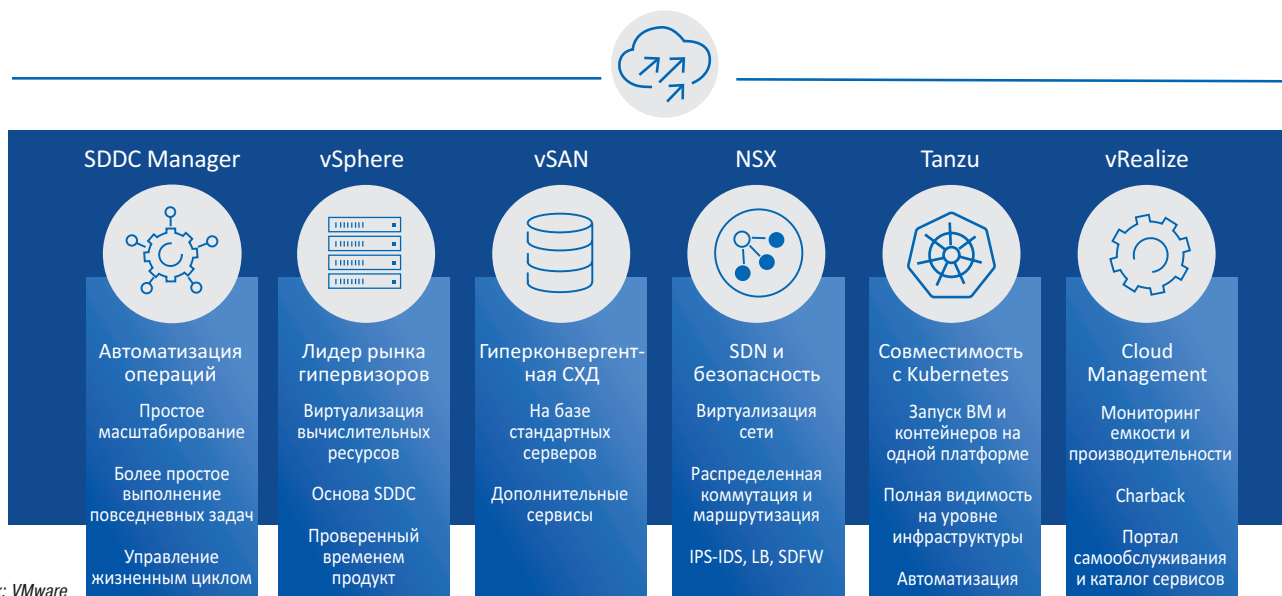 SDDC Manager
vSphere
vSAN
NSX
Tanzu
vRealize
Автоматизация
операций
Простое
масштабирование
Более простое
выполнение
повседневных задач
Управление
жизненным циклом
Лидер рынка
гипервизоров
Виртуализация
вычислительных
ресурсов
Основа SDDC
Проверенный
временем
продукт
Гиперконвергент-
ная СХД
На базе
стандартных
серверов
Дополнительные
сервисы
SDN и
безопасность
Виртуализация
сети
Распределенная
коммутация и
маршрутизация
IPS-IDS, LB, SDFW
Совместимость
с Kubernetes
Запуск ВМ и
контейнеров на
одной платформе
Полная видимость
на уровне
инфраструктуры
Автоматизация
Cloud
Management
Мониторинг
емкости и
производительности
Charback
Портал
самообслуживания
и каталог сервисов
: VMware